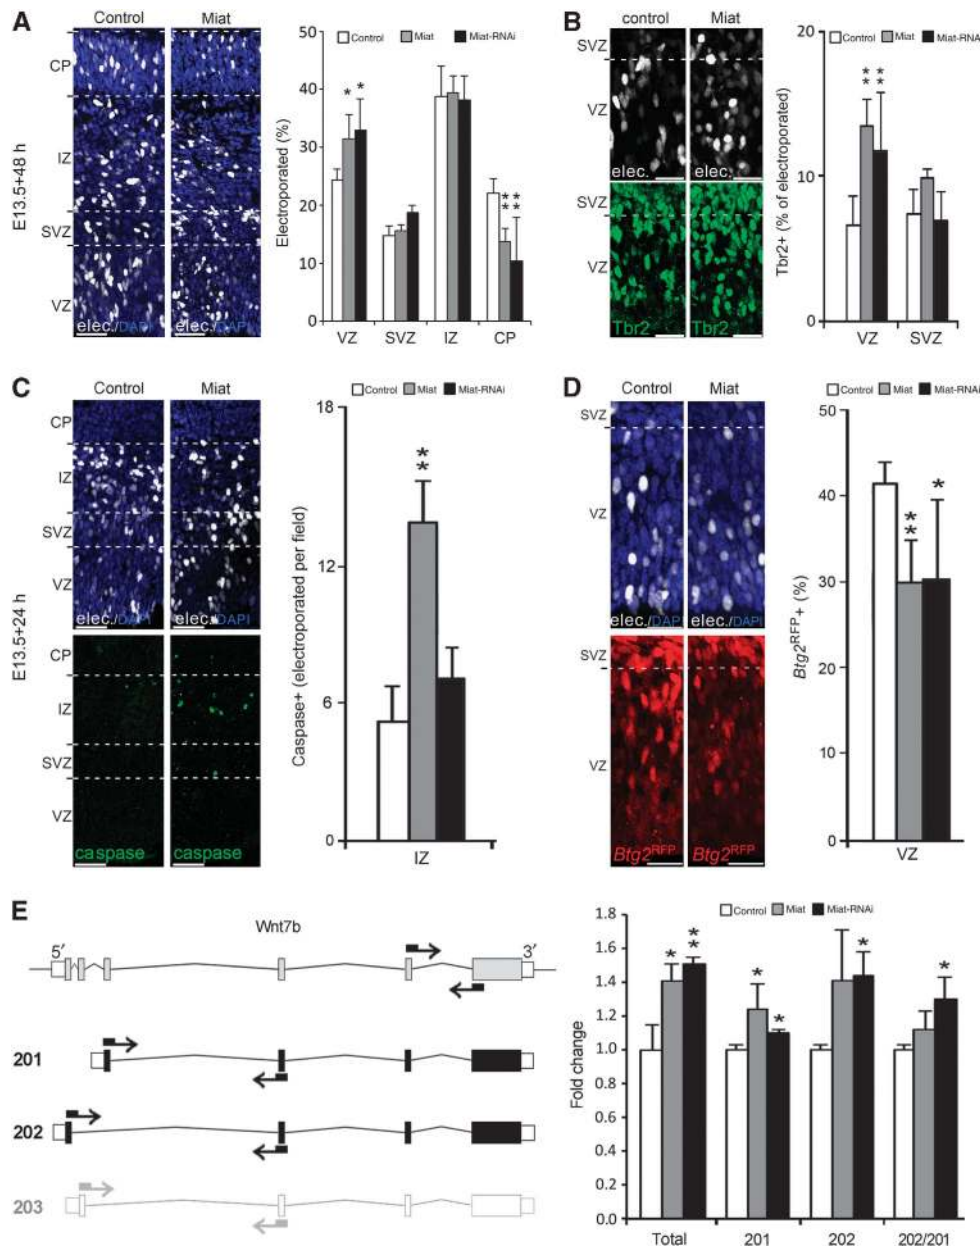 A
Control Miat
CP
IZ
SVZ
VZ
E13.5+48 h
elec./DAPI elec./DAPI
Control Miat Miat-RNAi
Electroporated (%)
50
40
30
20
10
0
* *
** **
VZ SVZ IZ CP
B
control Miat
SVZ
VZ
elec. elec.
SVZ
VZ
Tbr2 Tbr2
Control Miat Miat-RNAi
Tbr2+ (% of electroporated)
20
10
0
** **
VZ SVZ
C
Control Miat
CP
IZ
SVZ
VZ
elec./DAPI elec./DAPI
E13.5+24 h
CP
IZ
SVZ
VZ
caspase caspase
Control Miat Miat-RNAi
Caspase+ (electroporated per field)
18
12
6
0
**
IZ
D
Control Miat
SVZ
VZ
elec./DAPI elec./DAPI
SVZ
VZ
Btg2RFP Btg2RFP
Control Miat Miat-RNAi
Btg2RFP+ (%)
50
40
30
20
10
0
** *
VZ
E
Wnt7b
5′ 3′
201
202
203
Control Miat Miat-RNAi
Fold change
1.8
1.6
1.4
1.2
1.0
0.8
0.6
0.4
0.2
0.0
* ** * * * *
Total 201 202 202/201